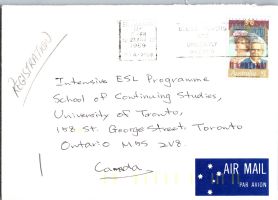 REGISTRATION
1989
Australia
Intensive ESL Programme
School of Continuing Studies,
University of Toronto,
158 St. George Street Toronto
Ontario M5S 2V8.
Canada
AIR MAIL
PAR AVION